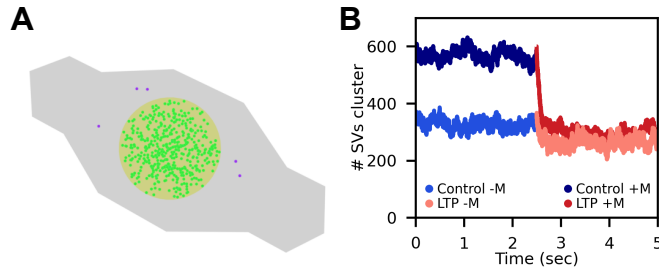 A
B
# SVs cluster
600
400
200
0
Control -M
Control +M
LTP -M
LTP +M
0 1 2 3 4 5
Time (sec)